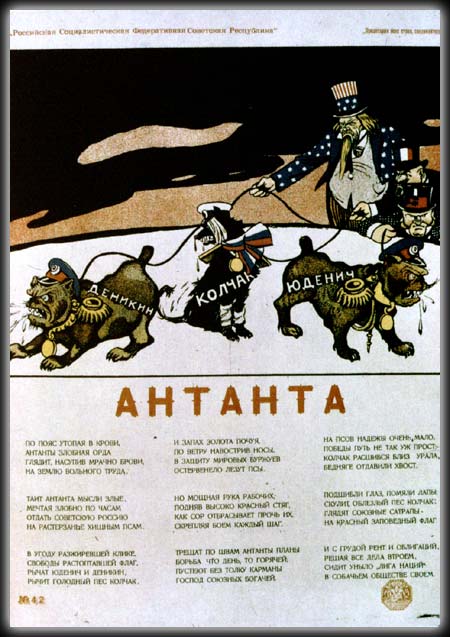 „Российская Социалистическая Федеративная Советская Республика"
„Пролетарии всех стран,
ДЕНИКИН
КОЛЧАК
ЮДЕНИЧ
АНТАНТА
ПО ПОЯС УТОПАЯ В КРОВИ,
АНТАНТЫ ЗЛОБНАЯ ОРДА
ГЛЯДИТ, НАСУПИВ МРАЧНО БРОВИ,
НА ЗЕМЛЮ ВОЛЬНОГО ТРУДА.
ТАИТ АНТАНТА МЫСЛИ ЗЛЫЕ,
МЕЧТАЯ ЗЛОБНО ПО ЧАСАМ
ОТДАТЬ СОВЕТСКУЮ РОССИЮ
НА РАСТЕРЗАНЬЕ ХИЩНЫМ ПСАМ.
В УГОДУ РАЗЖИРЕВШЕЙ КЛИКЕ,
СВОБОДЫ РАСТОПТАВШЕЙ ФЛАГ,
РЫЧАТ ЮДЕНИЧ И ДЕНИКИН,
РЫЧИТ ГОЛОДНЫЙ ПЕС КОЛЧАК.
И ЗАПАХ ЗОЛОТА ПОЧУЯ,
ПО ВЕТРУ НАВОСТРИВ НОСЫ,
В ЗАЩИТУ МИРОВЫХ БУРЖУЕВ
ОСТЕРВЕНЕЛО ЛЕЗУТ ПСЫ.
НО МОЩНАЯ РУКА РАБОЧИХ,
ПОДНЯВ ВЫСОКО КРАСНЫЙ СТЯГ,
КАК СОР ОТБРАСЫВАЕТ ПРОЧЬ ИХ,
СКРЕПЛЯЯ БОЕМ КАЖДЫЙ ШАГ.
ТРЕЩАТ ПО ШВАМ АНТАНТЫ ПЛАНЫ
БОРЬБА ЧТО ДЕНЬ, ТО ГОРЯЧЕЙ,
ПУСТЕЮТ БЕЗ ТОЛКУ КАРМАНЫ
ГОСПОД СОЮЗНЫХ БОГАЧЕЙ.
НА ПСОВ НАДЕЖДЫ ОЧЕНЬ МАЛО,
ПОБЕДЫ ПУТЬ НЕ ТАК УЖ ПРОСТ;
КОЛЧАК РАСШИБСЯ БЛИЗ УРАЛА,
БЕДНЯГЕ ОТДАВИЛИ ХВОСТ.
ПОДШИБЛИ ГЛАЗ, ПОМЯЛИ ЛАПЫ
СКУЛИТ, ОБЛЕЗЛЫЙ ПЕС КОЛЧАК;
ГЛЯДЯТ СОЮЗНЫЕ САТРАПЫ
НА КРАСНЫЙ ЗАПОВЕДНЫЙ ФЛАГ.
И С ГРУДОЙ РЕНТ И ОБЛИГАЦИЙ,
РЕШАЯ ВСЕ ДЕЛА ВТРОЕМ,
СИДИТ УНЫЛО „ЛИГА НАЦИЙ"
В СОБАЧЬЕМ ОБЩЕСТВЕ СВОЕМ.
№ 42